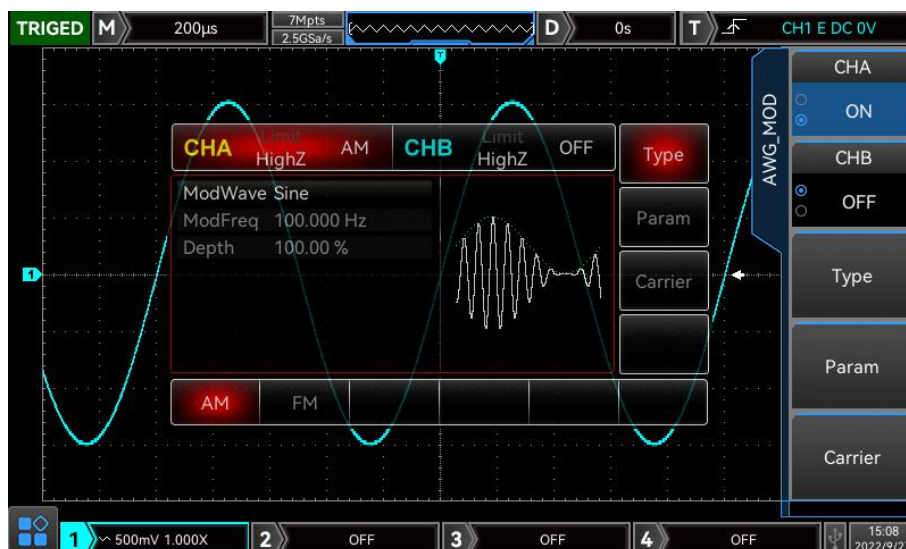 TRIGED M 200μs 7Mpts D 0s T CH1 E DC 0V
2.5GSa/s
T
CHA
ON
CHB
OFF
Type
Param
Carrier
AWG_MOD
CHA Limit HighZ AM CHB Limit HighZ OFF Type
ModWave Sine
ModFreq 100.000 Hz Param
Depth 100.00 %
Carrier
1
AM FM
1 500mV 1.000X 2 OFF 3 OFF 4 OFF 15:08